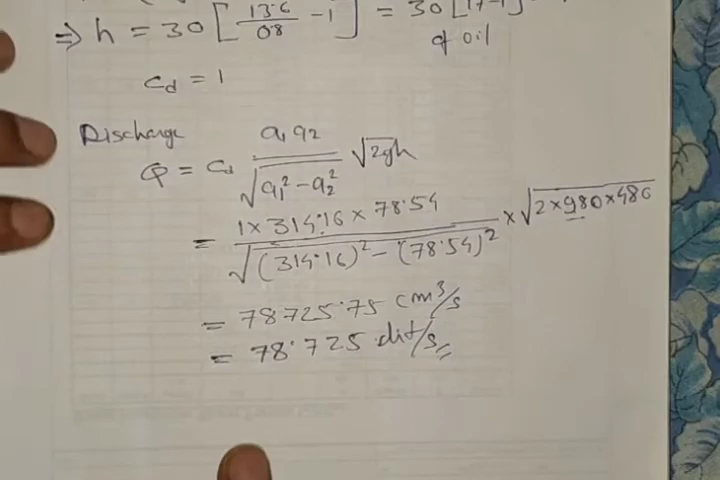 ⇒ h = 30 [ 13.6 / 0.8 - 1 ] = 30 [17-1]
of oil
Cd = 1
Discharge
Q = Cd a₁ a₂ / √(a₁² - a₂²) √2gh
= 1 × 314.16 × 78.54 / √((314.16)² - (78.54)²) × √(2×980×480)
= 78725.75 cm³/s
= 78.725 lit/s